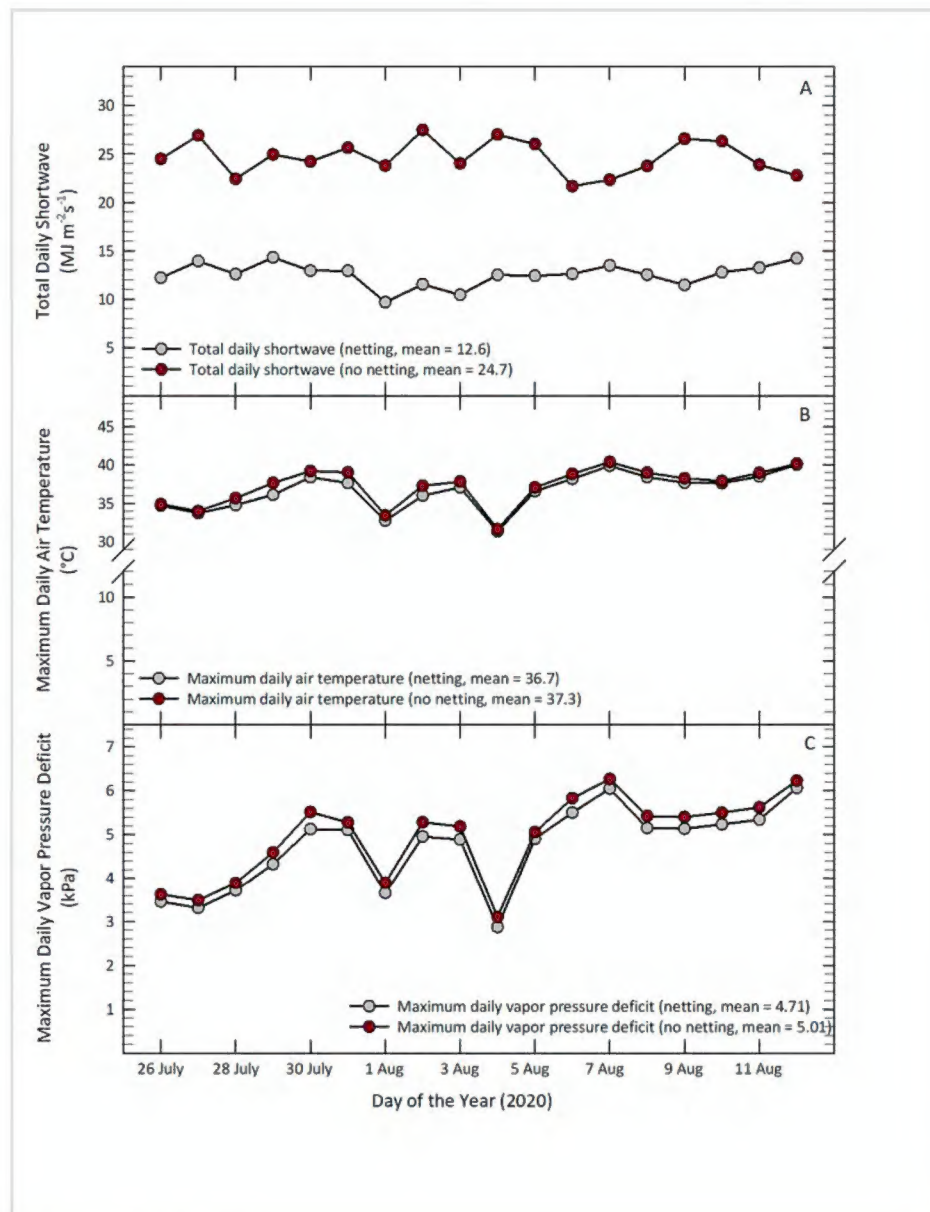 A
30
25
20
15
10
5
Total Daily Shortwave
(MJ m⁻²s⁻¹)
Total daily shortwave (netting, mean = 12.6)
Total daily shortwave (no netting, mean = 24.7)
B
45
40
35
30
10
5
Maximum Daily Air Temperature
(°C)
Maximum daily air temperature (netting, mean = 36.7)
Maximum daily air temperature (no netting, mean = 37.3)
C
7
6
5
4
3
2
1
Maximum Daily Vapor Pressure Deficit
(kPa)
Maximum daily vapor pressure deficit (netting, mean = 4.71)
Maximum daily vapor pressure deficit (no netting, mean = 5.01)
26 July 28 July 30 July 1 Aug 3 Aug 5 Aug 7 Aug 9 Aug 11 Aug
Day of the Year (2020)